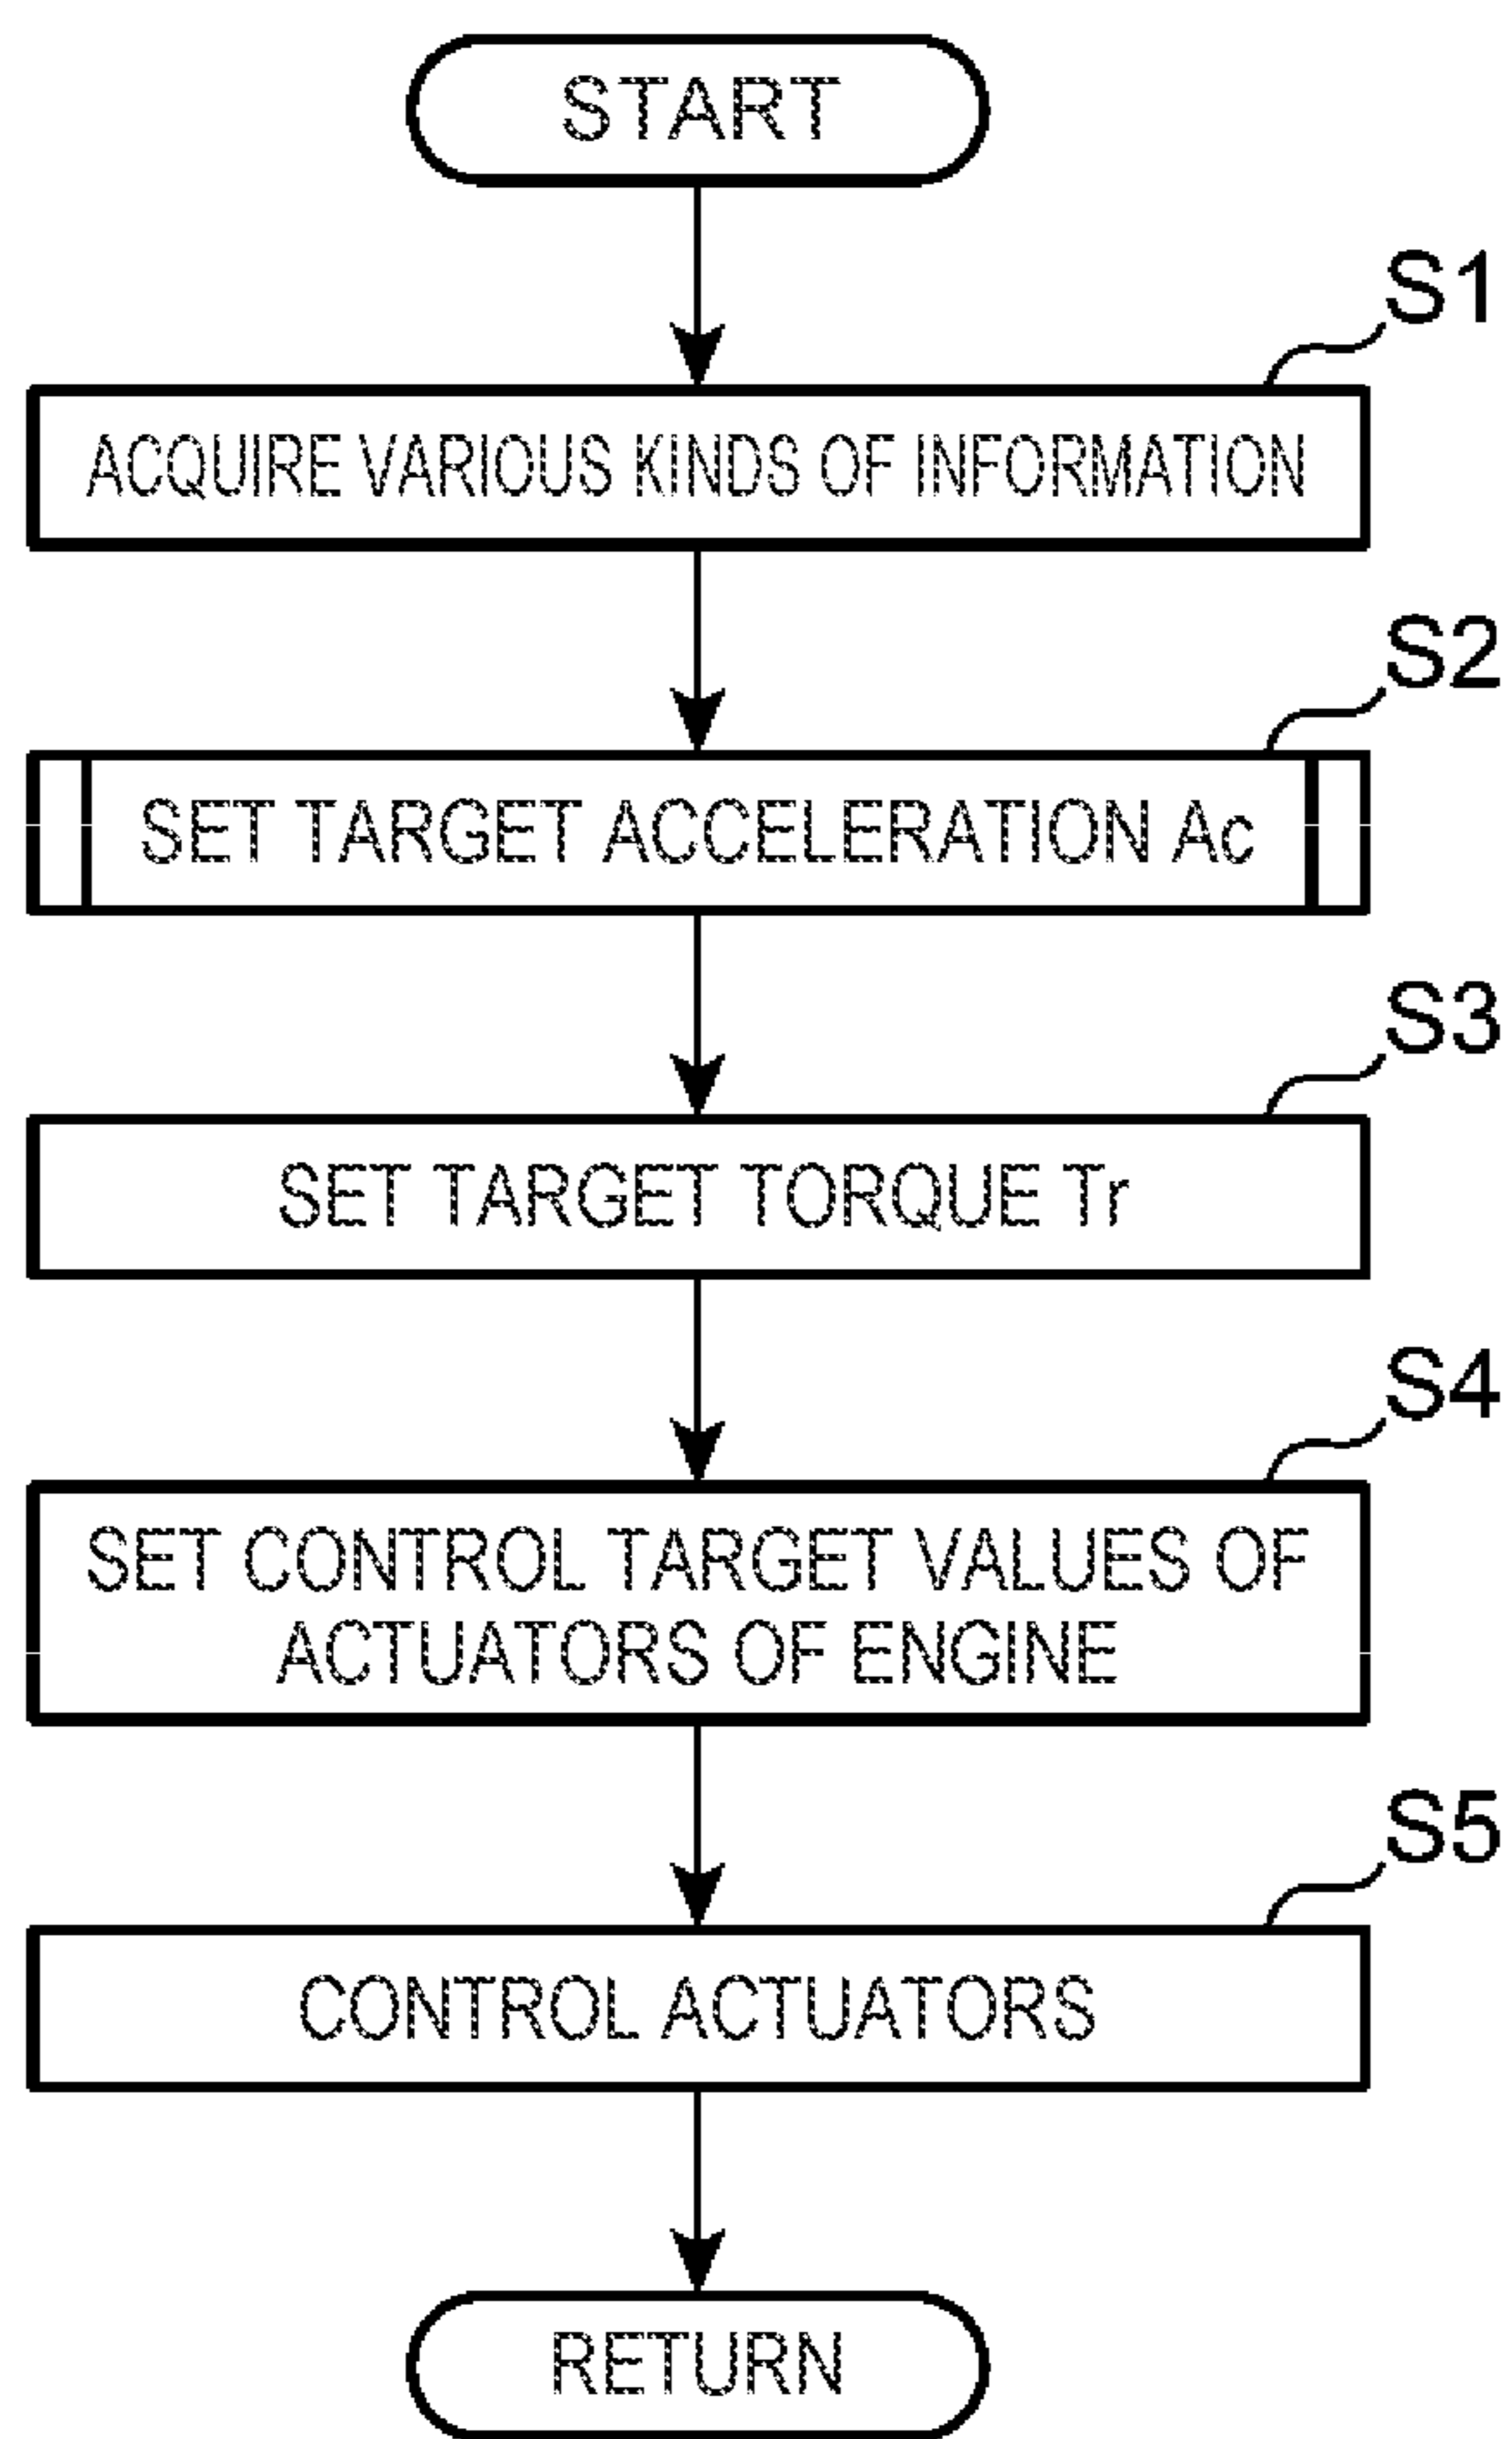 START
S1
ACQUIRE VARIOUS KINDS OF INFORMATION
S2
SET TARGET ACCELERATION Ac
S3
SET TARGET TORQUE Tr
S4
SET CONTROL TARGET VALUES OF
ACTUATORS OF ENGINE
S5
CONTROL ACTUATORS
RETURN